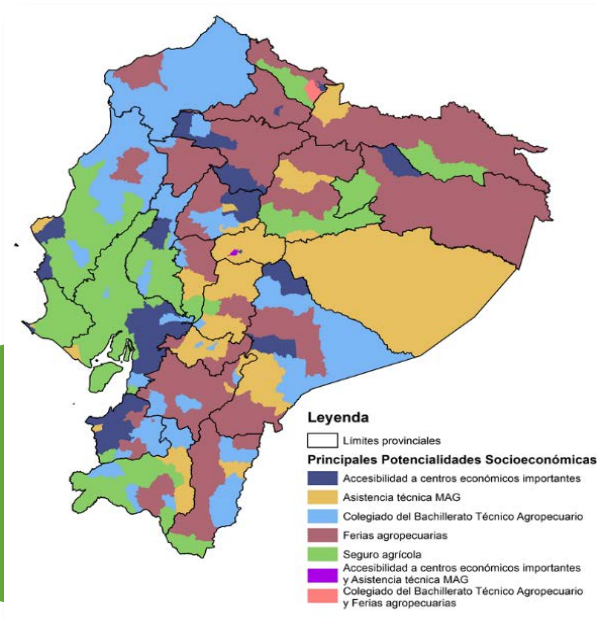 Leyenda
Límites provinciales
Principales Potencialidades Socioeconómicas
Accesibilidad a centros económicos importantes
Asistencia técnica MAG
Colegiado del Bachillerato Técnico Agropecuario
Ferias agropecuarias
Seguro agrícola
Accesibilidad a centros económicos importantes
y Asistencia técnica MAG
Colegiado del Bachillerato Técnico Agropecuario
y Ferias agropecuarias